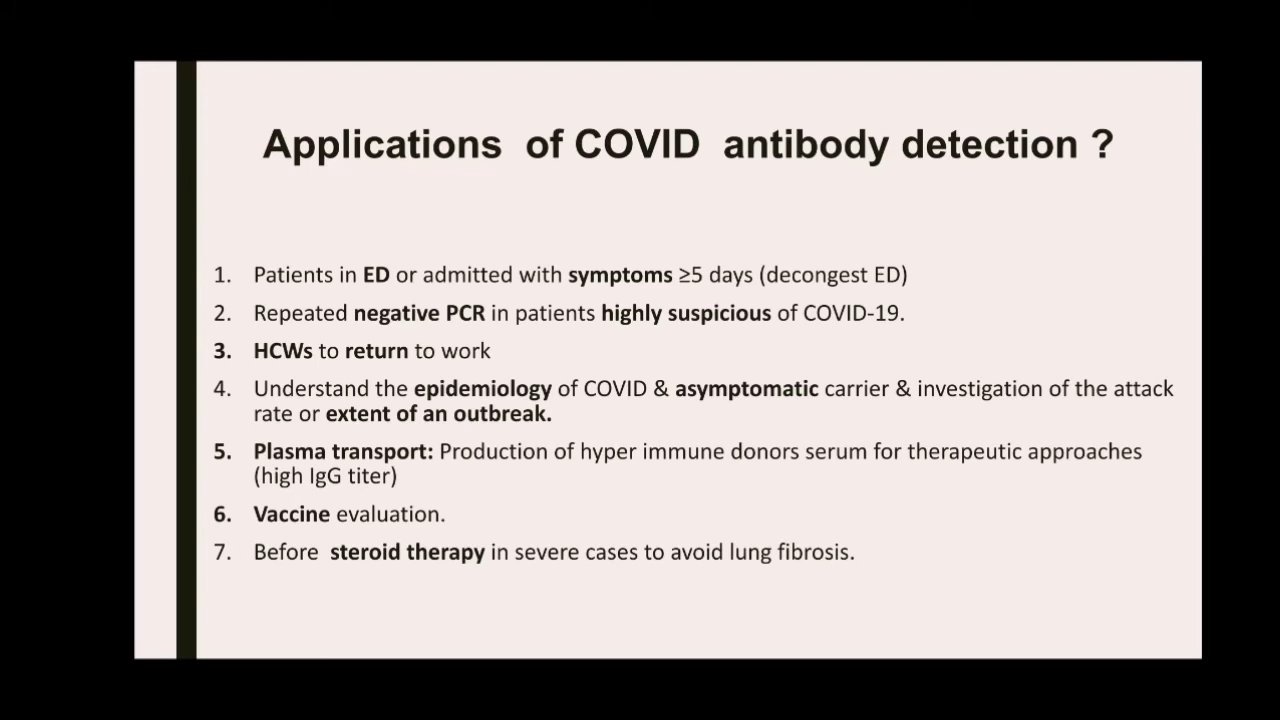 Applications of COVID antibody detection ?
1. Patients in ED or admitted with symptoms ≥5 days (decongest ED)
2. Repeated negative PCR in patients highly suspicious of COVID-19.
3. HCWs to return to work
4. Understand the epidemiology of COVID & asymptomatic carrier & investigation of the attack
rate or extent of an outbreak.
5. Plasma transport: Production of hyper immune donors serum for therapeutic approaches
(high IgG titer)
6. Vaccine evaluation.
7. Before steroid therapy in severe cases to avoid lung fibrosis.